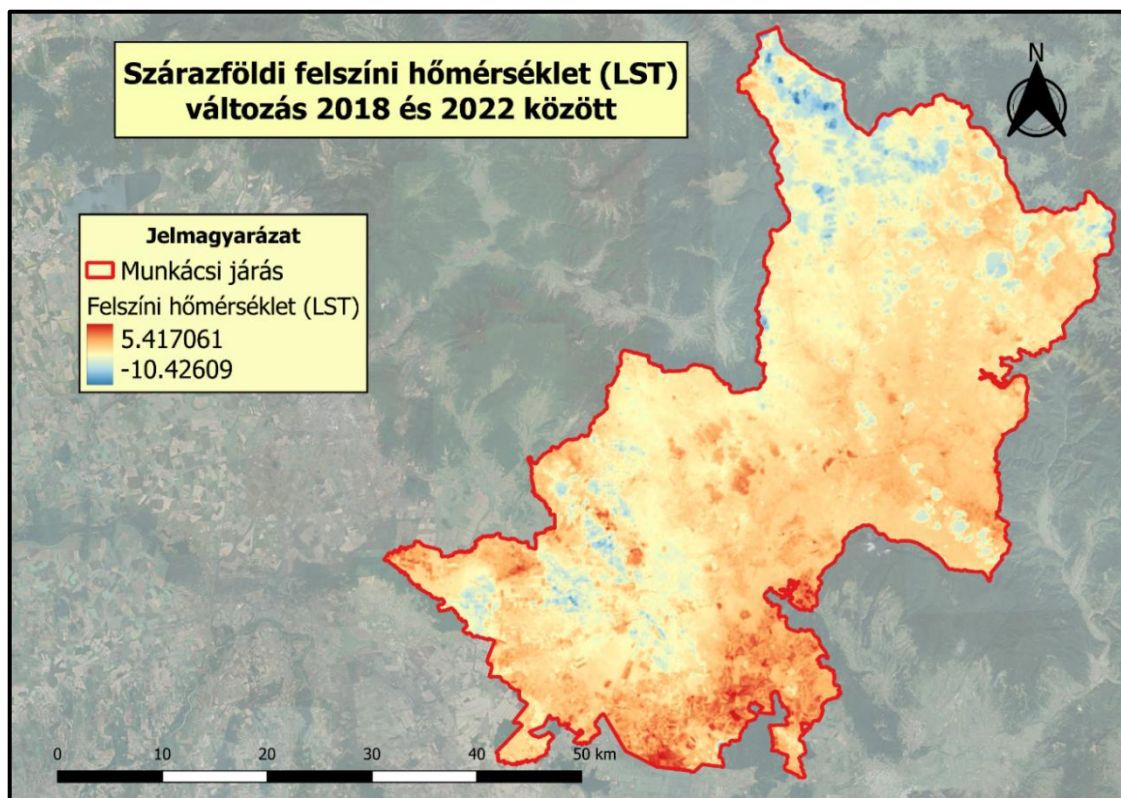 Szárazföldi felszíni hőmérséklet (LST)
változás 2018 és 2022 között
N
Jelmagyarázat
Munkácsi járás
Felszíni hőmérséklet (LST)
5.417061
-10.42609
0 10 20 30 40 50 km